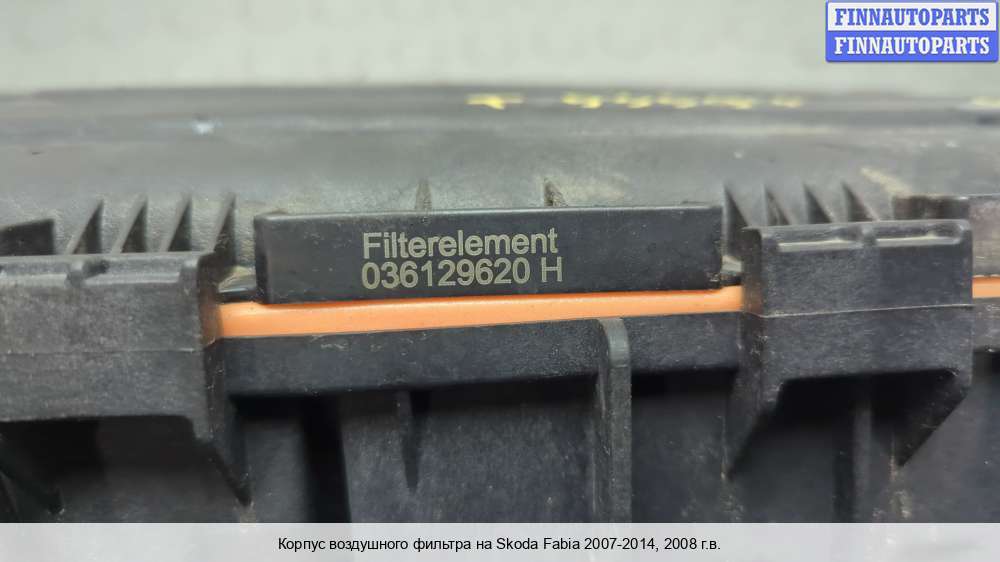 FINNAUTOPARTS
FINNAUTOPARTS
Filterelement
036129620 H
Корпус воздушного фильтра на Skoda Fabia 2007-2014, 2008 г.в.